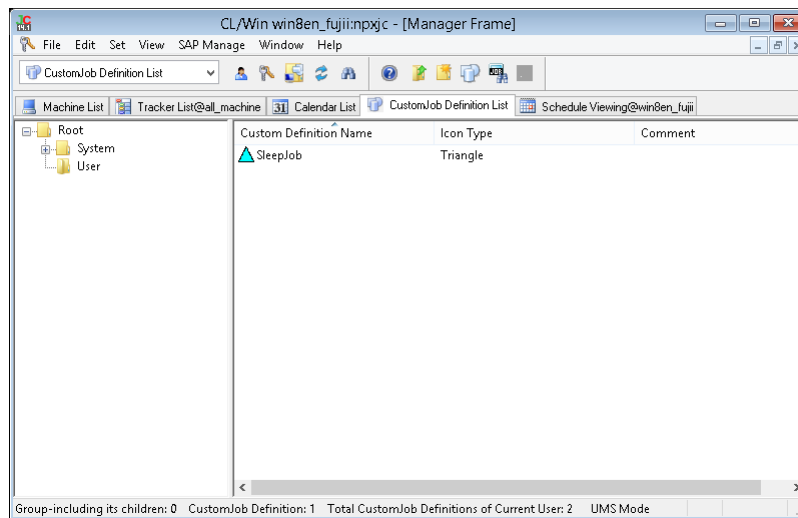 CL/Win win8en_fujii:npxjc - [Manager Frame]
File Edit Set View SAP Manage Window Help
CustomJob Definition List
Machine List Tracker List@all_machine 31 Calendar List CustomJob Definition List Schedule Viewing@win8en_fujii
Root
System
User
Custom Definition Name Icon Type Comment
SleepJob Triangle
Group-including its children: 0 CustomJob Definition: 1 Total CustomJob Definitions of Current User: 2 UMS Mode